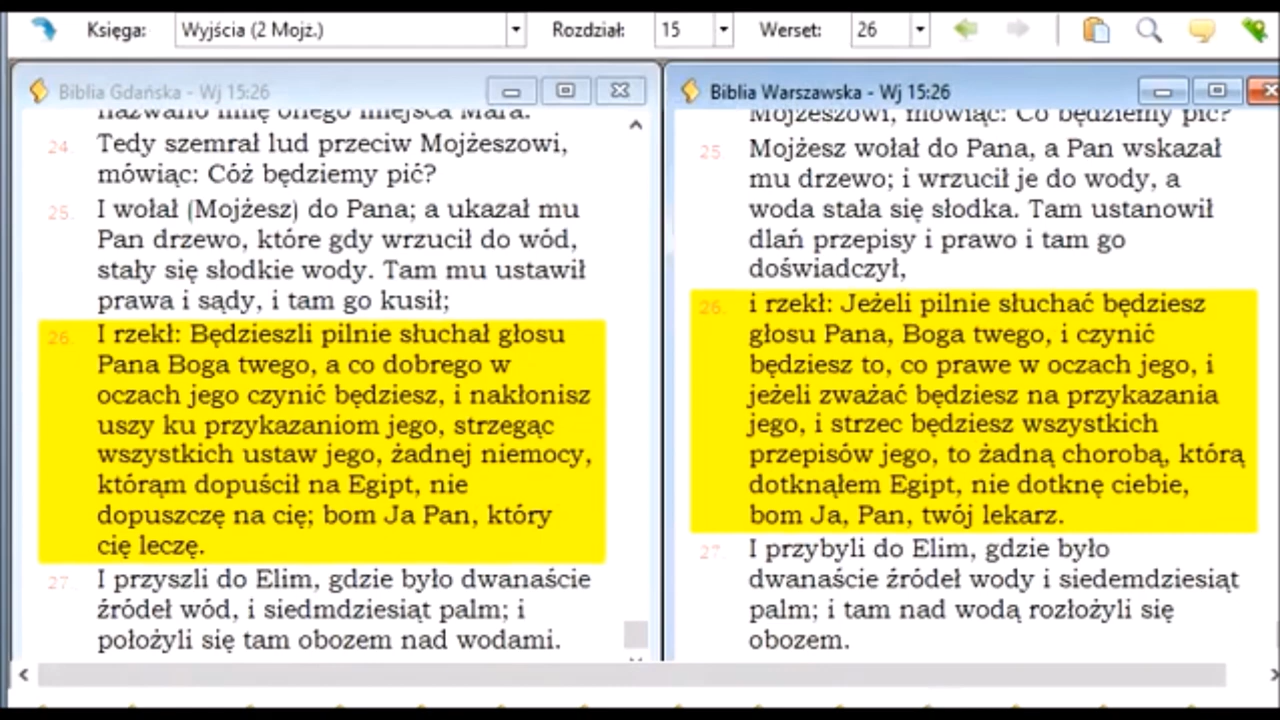 Księga: Wyjścia (2 Mojż.) Rozdział: 15 Werset: 26
Biblia Gdańska - Wj 15:26
nazwano imię onego miejsca Mara.
24. Tedy szemrał lud przeciw Mojżeszowi,
mówiąc: Cóż będziemy pić?
25. I wołał (Mojżesz) do Pana; a ukazał mu
Pan drzewo, które gdy wrzucił do wód,
stały się słodkie wody. Tam mu ustawił
prawa i sądy, i tam go kusił;
26. I rzekł: Będzieszli pilnie słuchał głosu
Pana Boga twego, a co dobrego w
oczach jego czynić będziesz, i nakłonisz
uszy ku przykazaniom jego, strzegąc
wszystkich ustaw jego, żadnej niemocy,
którąm dopuścił na Egipt, nie
dopuszczę na cię; bom Ja Pan, który
cię leczę.
27. I przyszli do Elim, gdzie było dwanaście
źródeł wód, i siedmdziesiąt palm; i
położyli się tam obozem nad wodami.
Biblia Warszawska - Wj 15:26
Mojżeszowi, mówiąc: Co będziemy pić?
25. Mojżesz wołał do Pana, a Pan wskazał
mu drzewo; i wrzucił je do wody, a
woda stała się słodka. Tam ustanowił
dlań przepisy i prawo i tam go
doświadczył,
26. i rzekł: Jeżeli pilnie słuchać będziesz
głosu Pana, Boga twego, i czynić
będziesz to, co prawe w oczach jego, i
jeżeli zważać będziesz na przykazania
jego, i strzec będziesz wszystkich
przepisów jego, to żadną chorobą, którą
dotknąłem Egipt, nie dotknę ciebie,
bom Ja, Pan, twój lekarz.
27. I przybyli do Elim, gdzie było
dwanaście źródeł wody i siedemdziesiąt
palm; i tam nad wodą rozłożyli się
obozem.